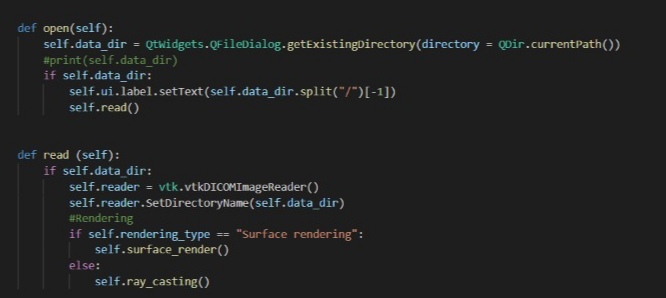 def open(self):
    self.data_dir = QtWidgets.QFileDialog.getExistingDirectory(directory = QDir.currentPath())
    #print(self.data_dir)
    if self.data_dir:
        self.ui.label.setText(self.data_dir.split("/")[-1])
        self.read()
def read (self):
    if self.data_dir:
        self.reader = vtk.vtkDICOMImageReader()
        self.reader.SetDirectoryName(self.data_dir)
        #Rendering
        if self.rendering_type == "Surface rendering":
            self.surface_render()
        else:
            self.ray_casting()